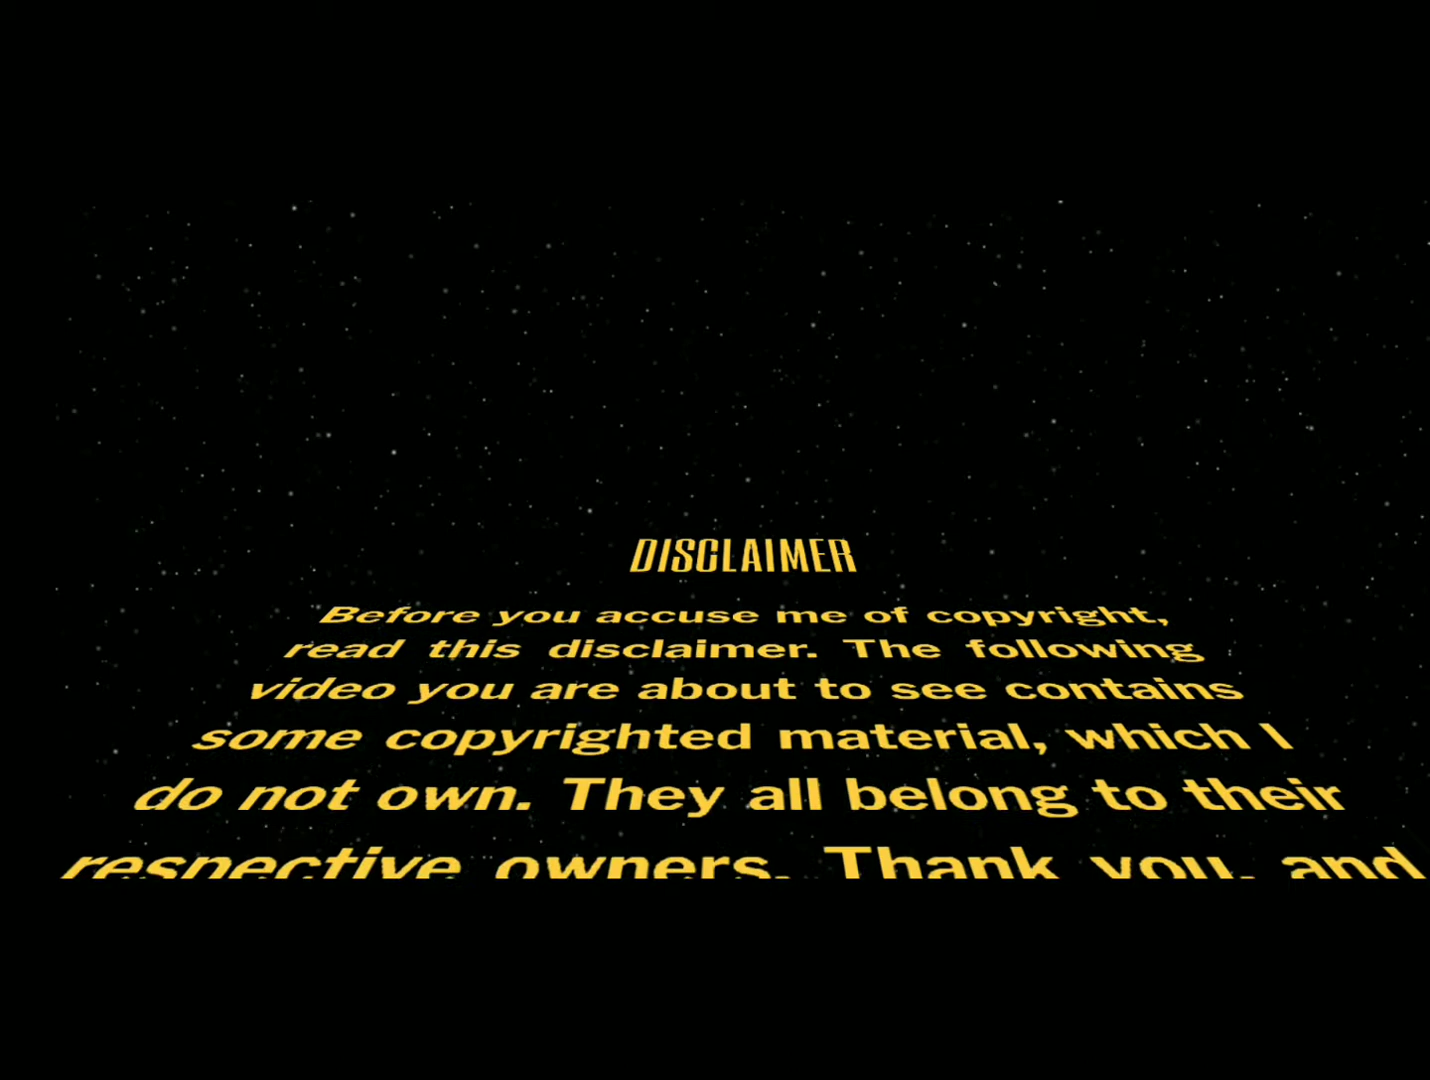 DISCLAIMER
Before you accuse me of copyright,
read this disclaimer. The following
video you are about to see contains
some copyrighted material, which I
do not own. They all belong to their
respective owners. Thank you, and